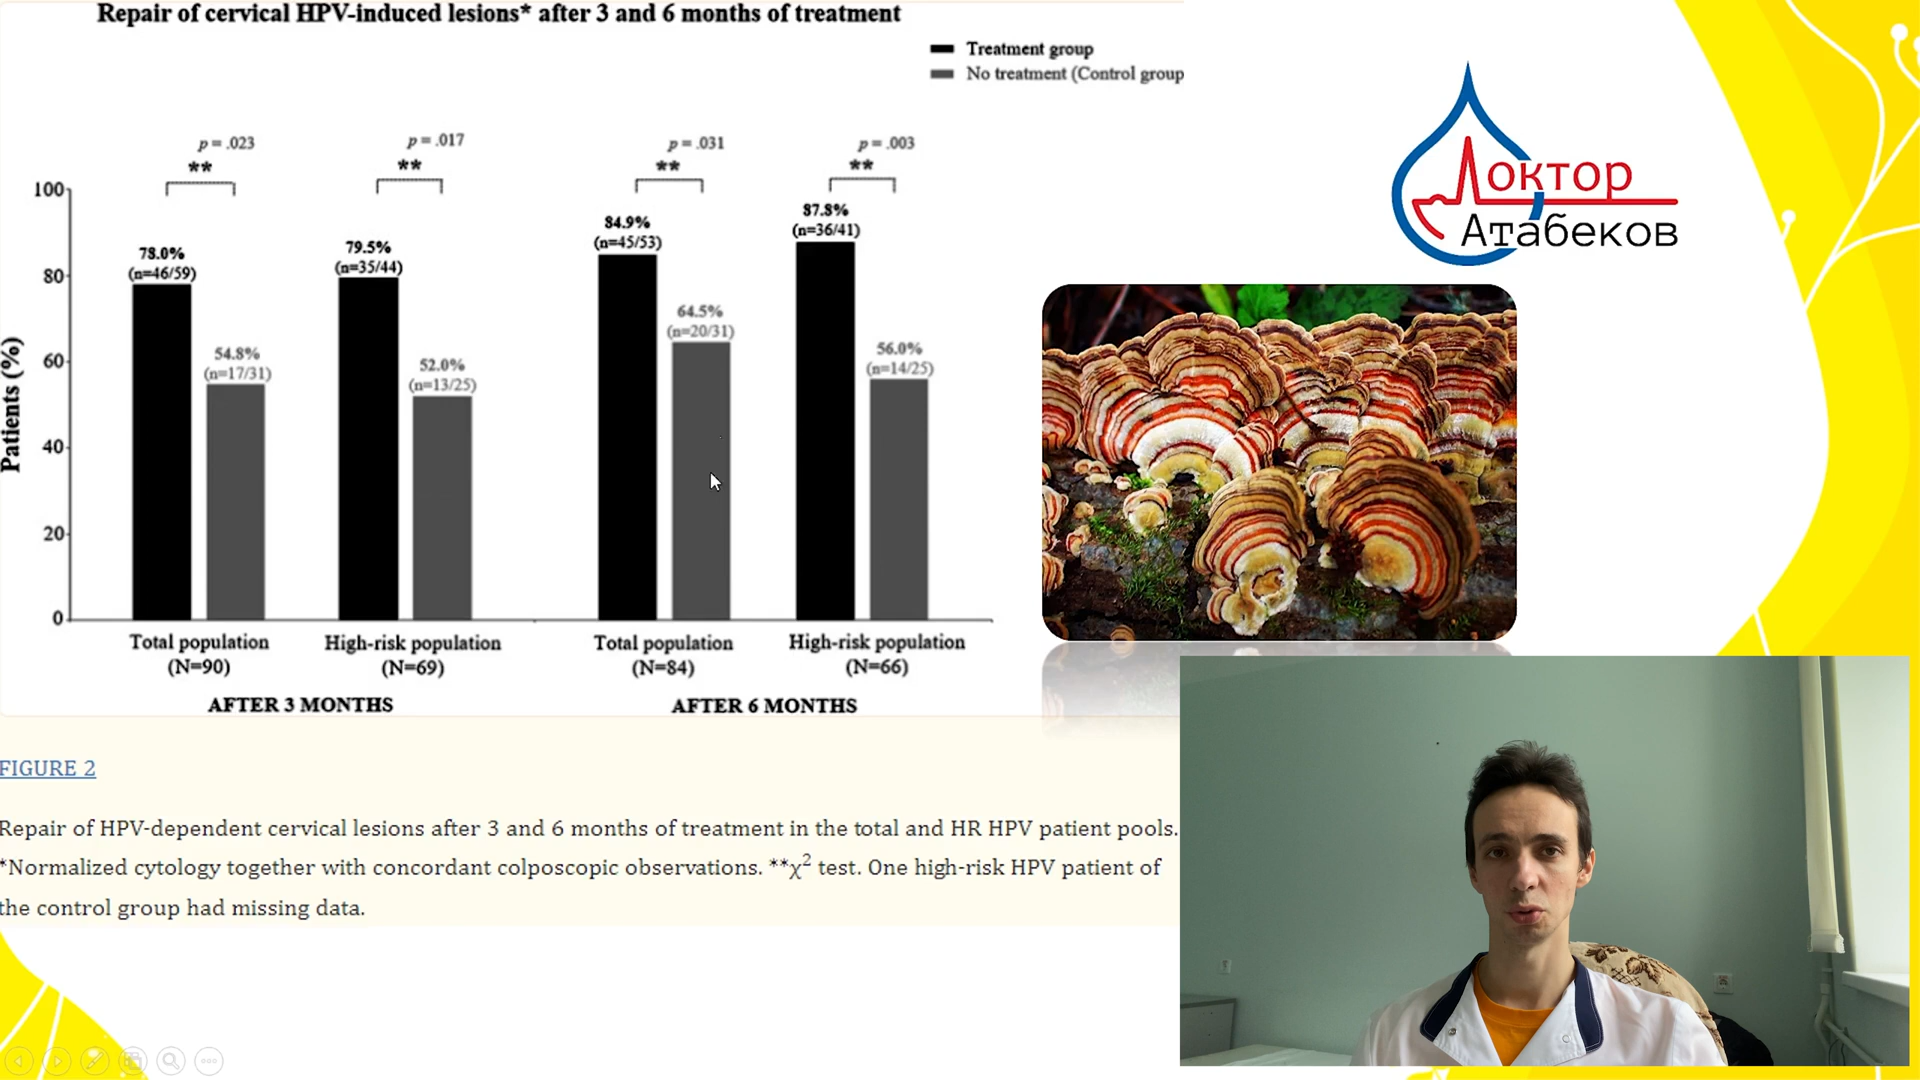 Repair of cervical HPV-induced lesions* after 3 and 6 months of treatment
Treatment group
No treatment (Control group
p = .023
**
p = .017
**
p = .031
**
p = .003
**
100
80
60
40
20
0
Patients (%)
78.0%
(n=46/59)
54.8%
(n=17/31)
79.5%
(n=35/44)
52.0%
(n=13/25)
84.9%
(n=45/53)
64.5%
(n=20/31)
87.8%
(n=36/41)
56.0%
(n=14/25)
Total population
(N=90)
High-risk population
(N=69)
Total population
(N=84)
High-risk population
(N=66)
AFTER 3 MONTHS
AFTER 6 MONTHS
FIGURE 2
Repair of HPV-dependent cervical lesions after 3 and 6 months of treatment in the total and HR HPV patient pools.
*Normalized cytology together with concordant colposcopic observations. **χ² test. One high-risk HPV patient of
the control group had missing data.
Доктор
Атабеков